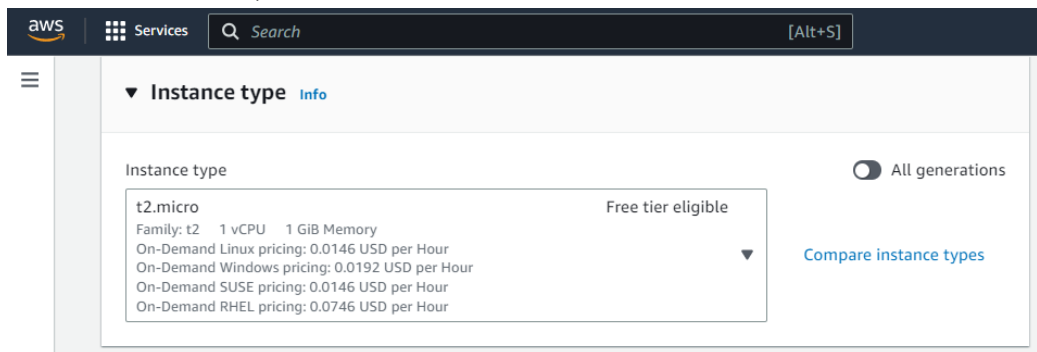 aws
Services
Search
[Alt+S]
Instance type Info
Instance type
All generations
t2.micro
Free tier eligible
Family: t2 1 vCPU 1 GiB Memory
On-Demand Linux pricing: 0.0146 USD per Hour
On-Demand Windows pricing: 0.0192 USD per Hour
Compare instance types
On-Demand SUSE pricing: 0.0146 USD per Hour
On-Demand RHEL pricing: 0.0746 USD per Hour